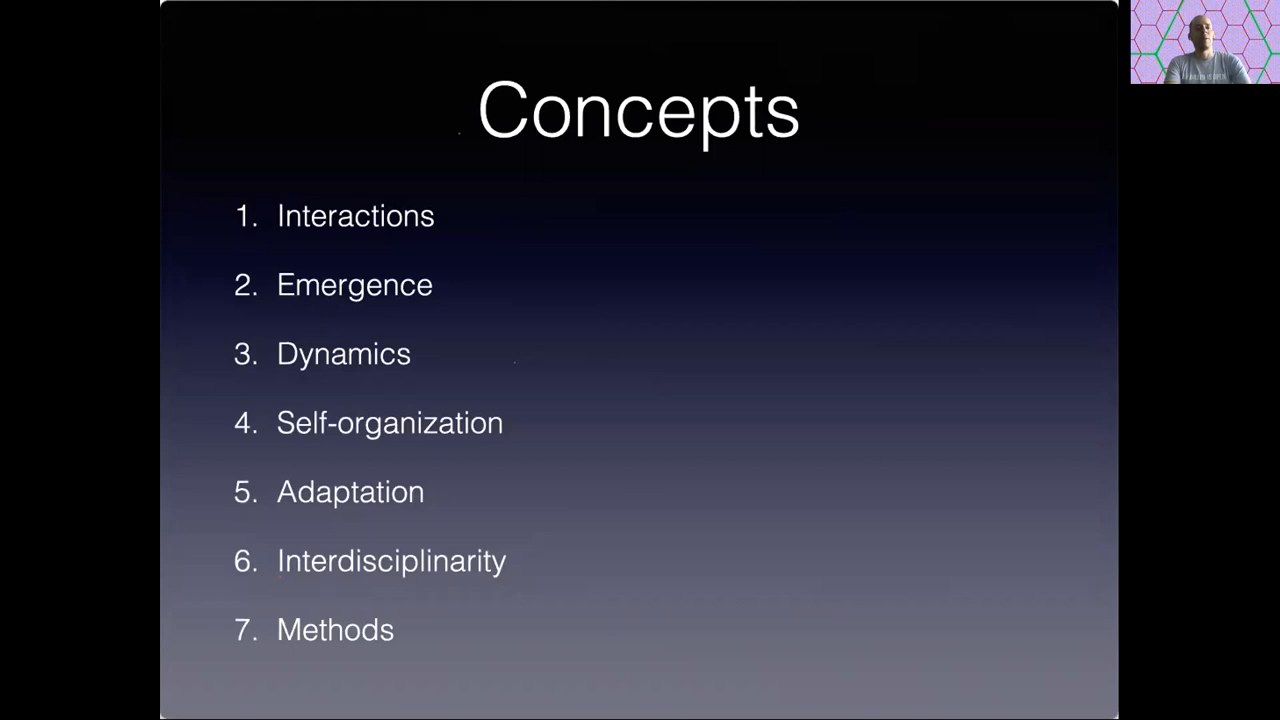 Concepts
1. Interactions
2. Emergence
3. Dynamics
4. Self-organization
5. Adaptation
6. Interdisciplinarity
7. Methods